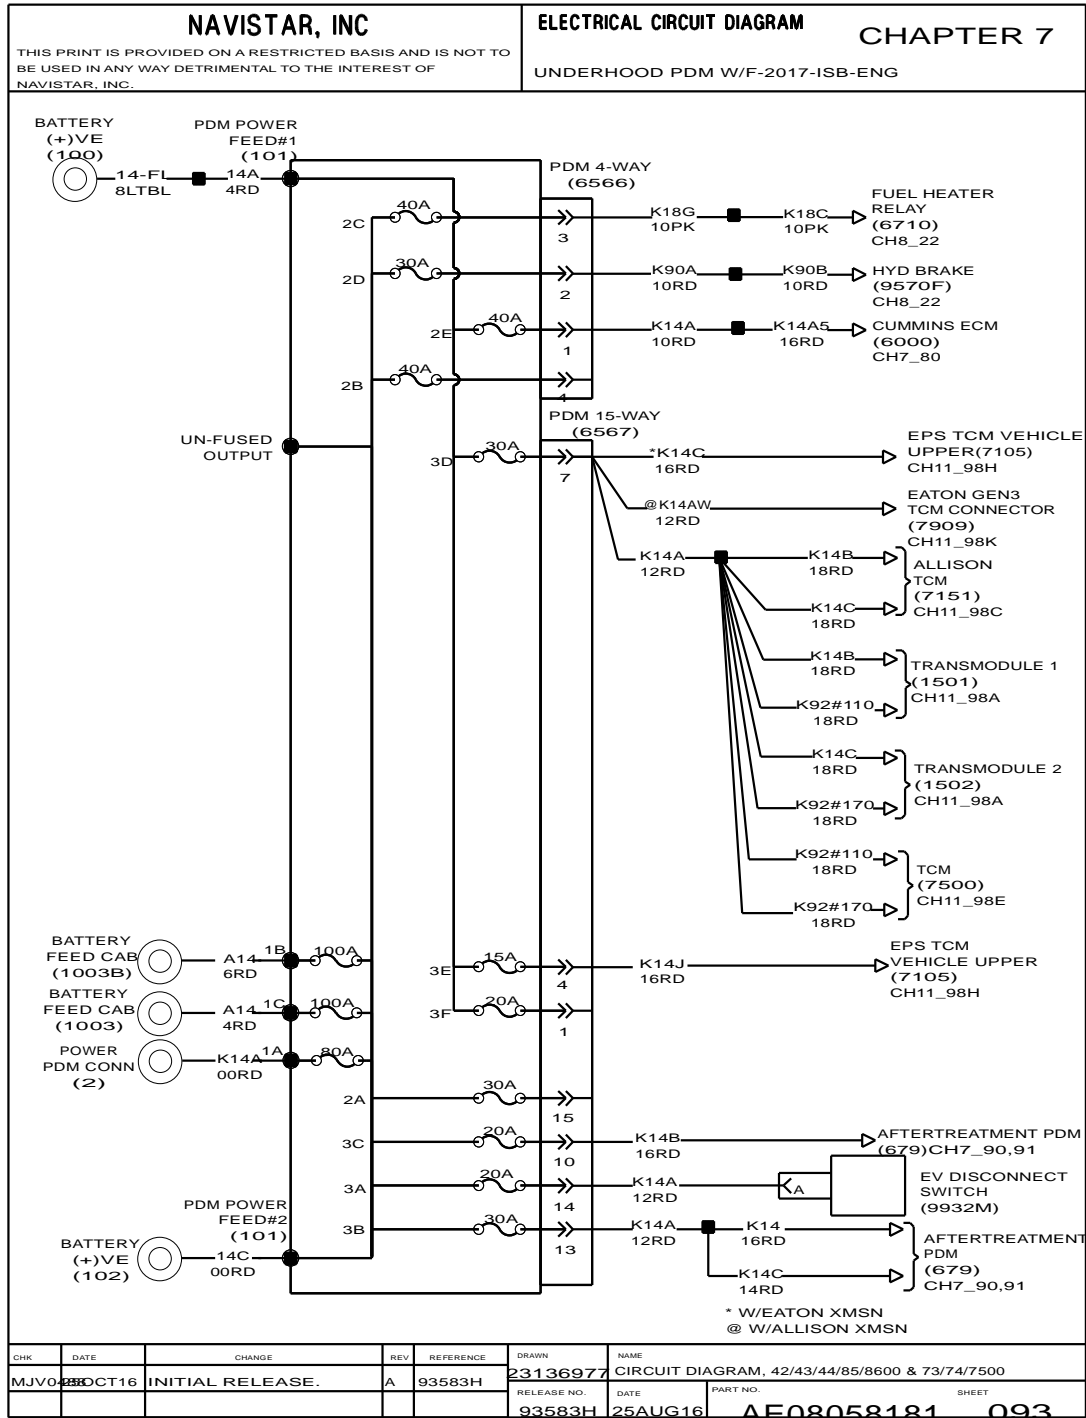 NAVISTAR, INC
THIS PRINT IS PROVIDED ON A RESTRICTED BASIS AND IS NOT TO
BE USED IN ANY WAY DETRIMENTAL TO THE INTEREST OF
NAVISTAR, INC.
ELECTRICAL CIRCUIT DIAGRAM
CHAPTER 7
UNDERHOOD PDM W/F-2017-ISB-ENG
BATTERY
(+)VE
(100)
14-FL
8LTBL
PDM POWER
FEED#1
(101)
14A
4RD
PDM 4-WAY
(6566)
2C
40A
3
K18G
10PK
K18C
10PK
FUEL HEATER
RELAY
(6710)
CH8_22
2D
30A
2
K90A
10RD
K90B
10RD
HYD BRAKE
(9570F)
CH8_22
2E
40A
1
K14A
10RD
K14A5
16RD
CUMMINS ECM
(6000)
CH7_80
2B
40A
4
UN-FUSED
OUTPUT
PDM 15-WAY
(6567)
3D
30A
7
*K14C
16RD
EPS TCM VEHICLE
UPPER(7105)
CH11_98H
@K14AW
12RD
EATON GEN3
TCM CONNECTOR
(7909)
CH11_98K
K14A
12RD
K14B
18RD
K14C
18RD
ALLISON
TCM
(7151)
CH11_98C
K14B
18RD
K92#110
18RD
TRANSMODULE 1
(1501)
CH11_98A
K14C
18RD
K92#170
18RD
TRANSMODULE 2
(1502)
CH11_98A
K92#110
18RD
K92#170
18RD
TCM
(7500)
CH11_98E
BATTERY
FEED CAB
(1003B)
A14
6RD
1B
100A
3E
15A
4
K14J
16RD
EPS TCM
VEHICLE UPPER
(7105)
CH11_98H
BATTERY
FEED CAB
(1003)
A14
4RD
1C
100A
3F
20A
1
POWER
PDM CONN
(2)
K14A
00RD
1A
80A
2A
30A
15
3C
20A
10
K14B
16RD
AFTERTREATMENT PDM
(679)CH7_90,91
3A
20A
14
K14A
12RD
A
EV DISCONNECT
SWITCH
(9932M)
PDM POWER
FEED#2
(101)
3B
30A
13
K14A
12RD
K14
16RD
K14C
14RD
AFTERTREATMENT
PDM
(679)
CH7_90,91
BATTERY
(+)VE
(102)
14C
00RD
* W/EATON XMSN
@ W/ALLISON XMSN
CHK DATE CHANGE REV REFERENCE
OCT16 INITIAL RELEASE. A 93583H
DRAWN
23136977
NAME
CIRCUIT DIAGRAM, 42/43/44/85/8600 & 73/74/7500
RELEASE NO.
93583H
DATE
25AUG16
PART NO.
AE08058181
SHEET
093